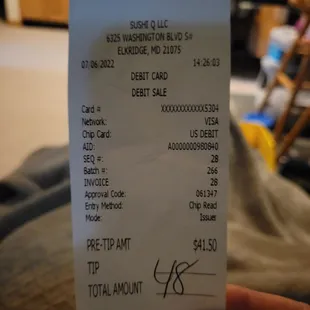 SUSHI Q LLC
6325 WASHINGTON BLVD S#
ELKRIDGE, MD 21075
07/06/2022 14:26:03
DEBIT CARD
DEBIT SALE
Card # XXXXXXXXXXXX5304
Network: VISA
Chip Card: US DEBIT
AID: A0000000980840
SEQ #: 28
Batch #: 266
INVOICE 28
Approval Code: 061347
Entry Method: Chip Read
Mode: Issuer
PRE-TIP AMT $41.50
TIP
TOTAL AMOUNT 48